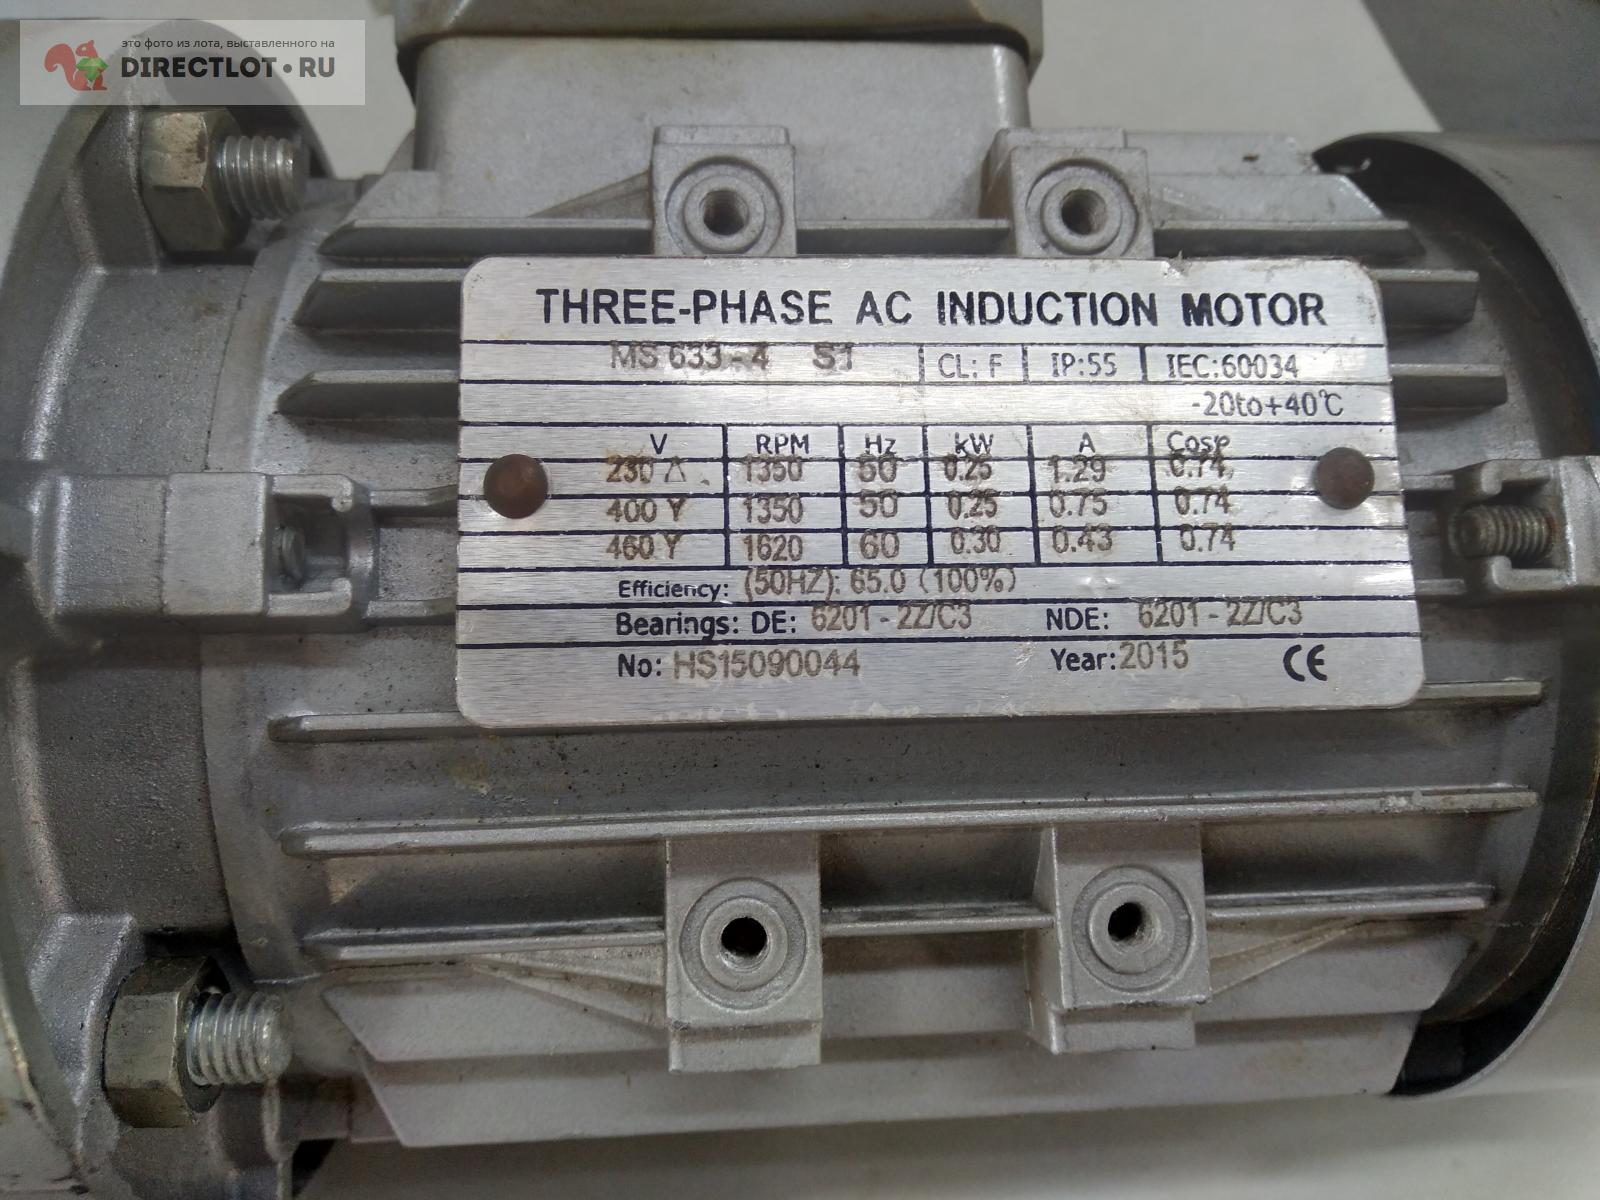 это фото из лота, выставленного на
DIRECTLOT•RU
THREE-PHASE AC INDUCTION MOTOR
MS 633-4 S1 CL: F IP:55 IEC:60034
-20to+40℃
V RPM Hz kW A Cosφ
230 △ 1350 50 0.25 1.29 0.74
400 Y 1350 50 0.25 0.75 0.74
460 Y 1620 60 0.30 0.43 0.74
Efficiency: (50HZ): 65.0 (100%)
Bearings: DE: 6201-2Z/C3 NDE: 6201-2Z/C3
No: HS15090044 Year: 2015 CE